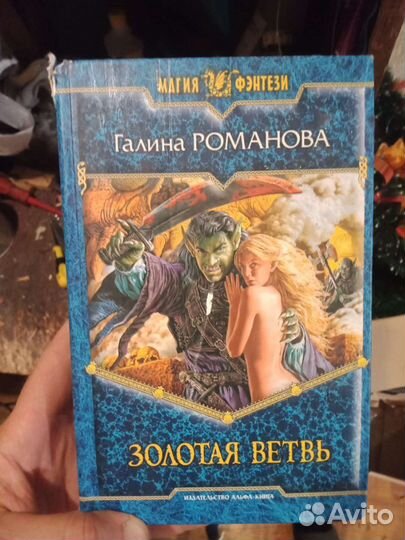 МАГИЯ ФЭНТЕЗИ
Галина РОМАНОВА
ЗОЛОТАЯ ВЕТВЬ
ИЗДАТЕЛЬСТВО АЛЬФА-КНИГА
Avito